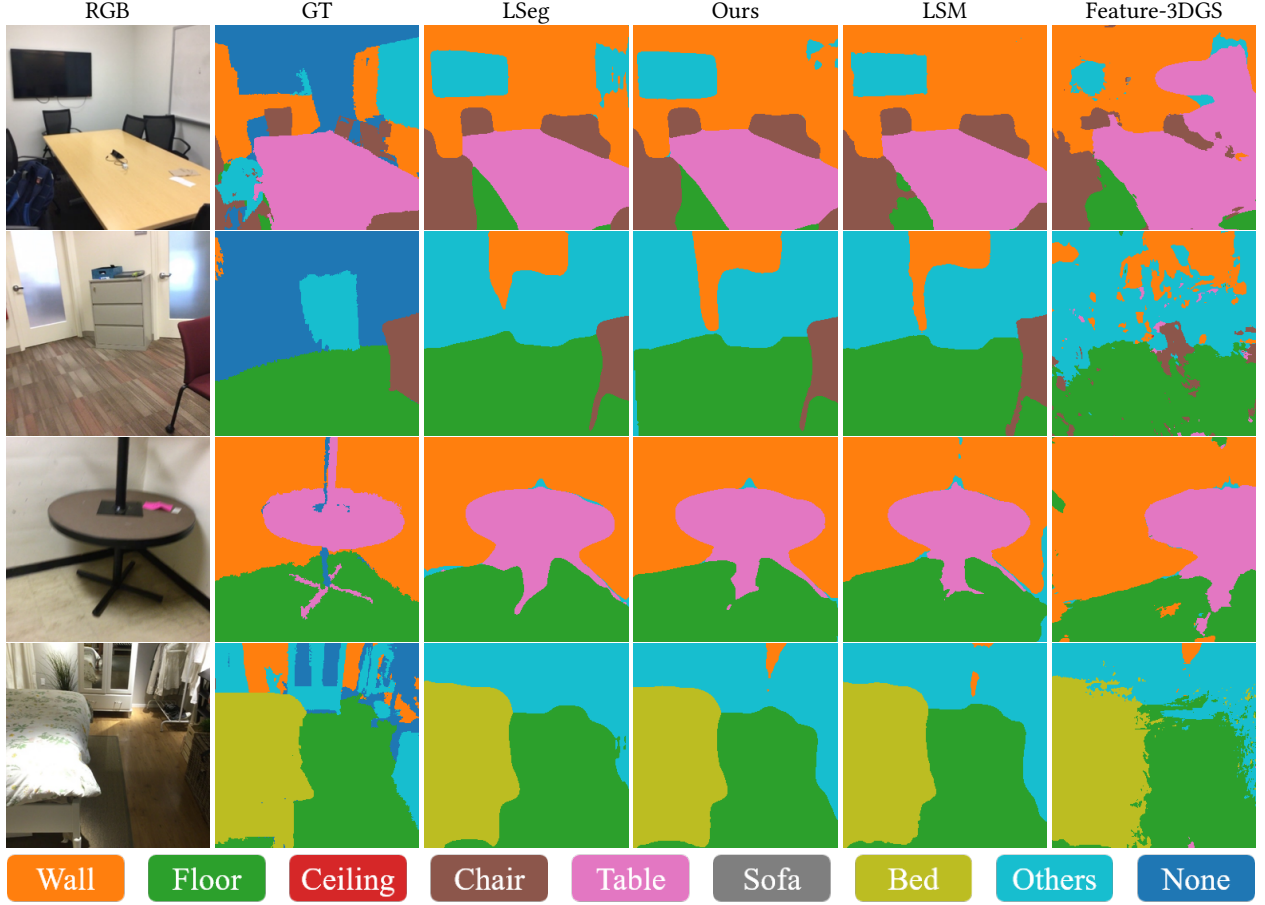 RGB GT LSeg Ours LSM Feature-3DGS
Wall Floor Ceiling Chair Table Sofa Bed Others None